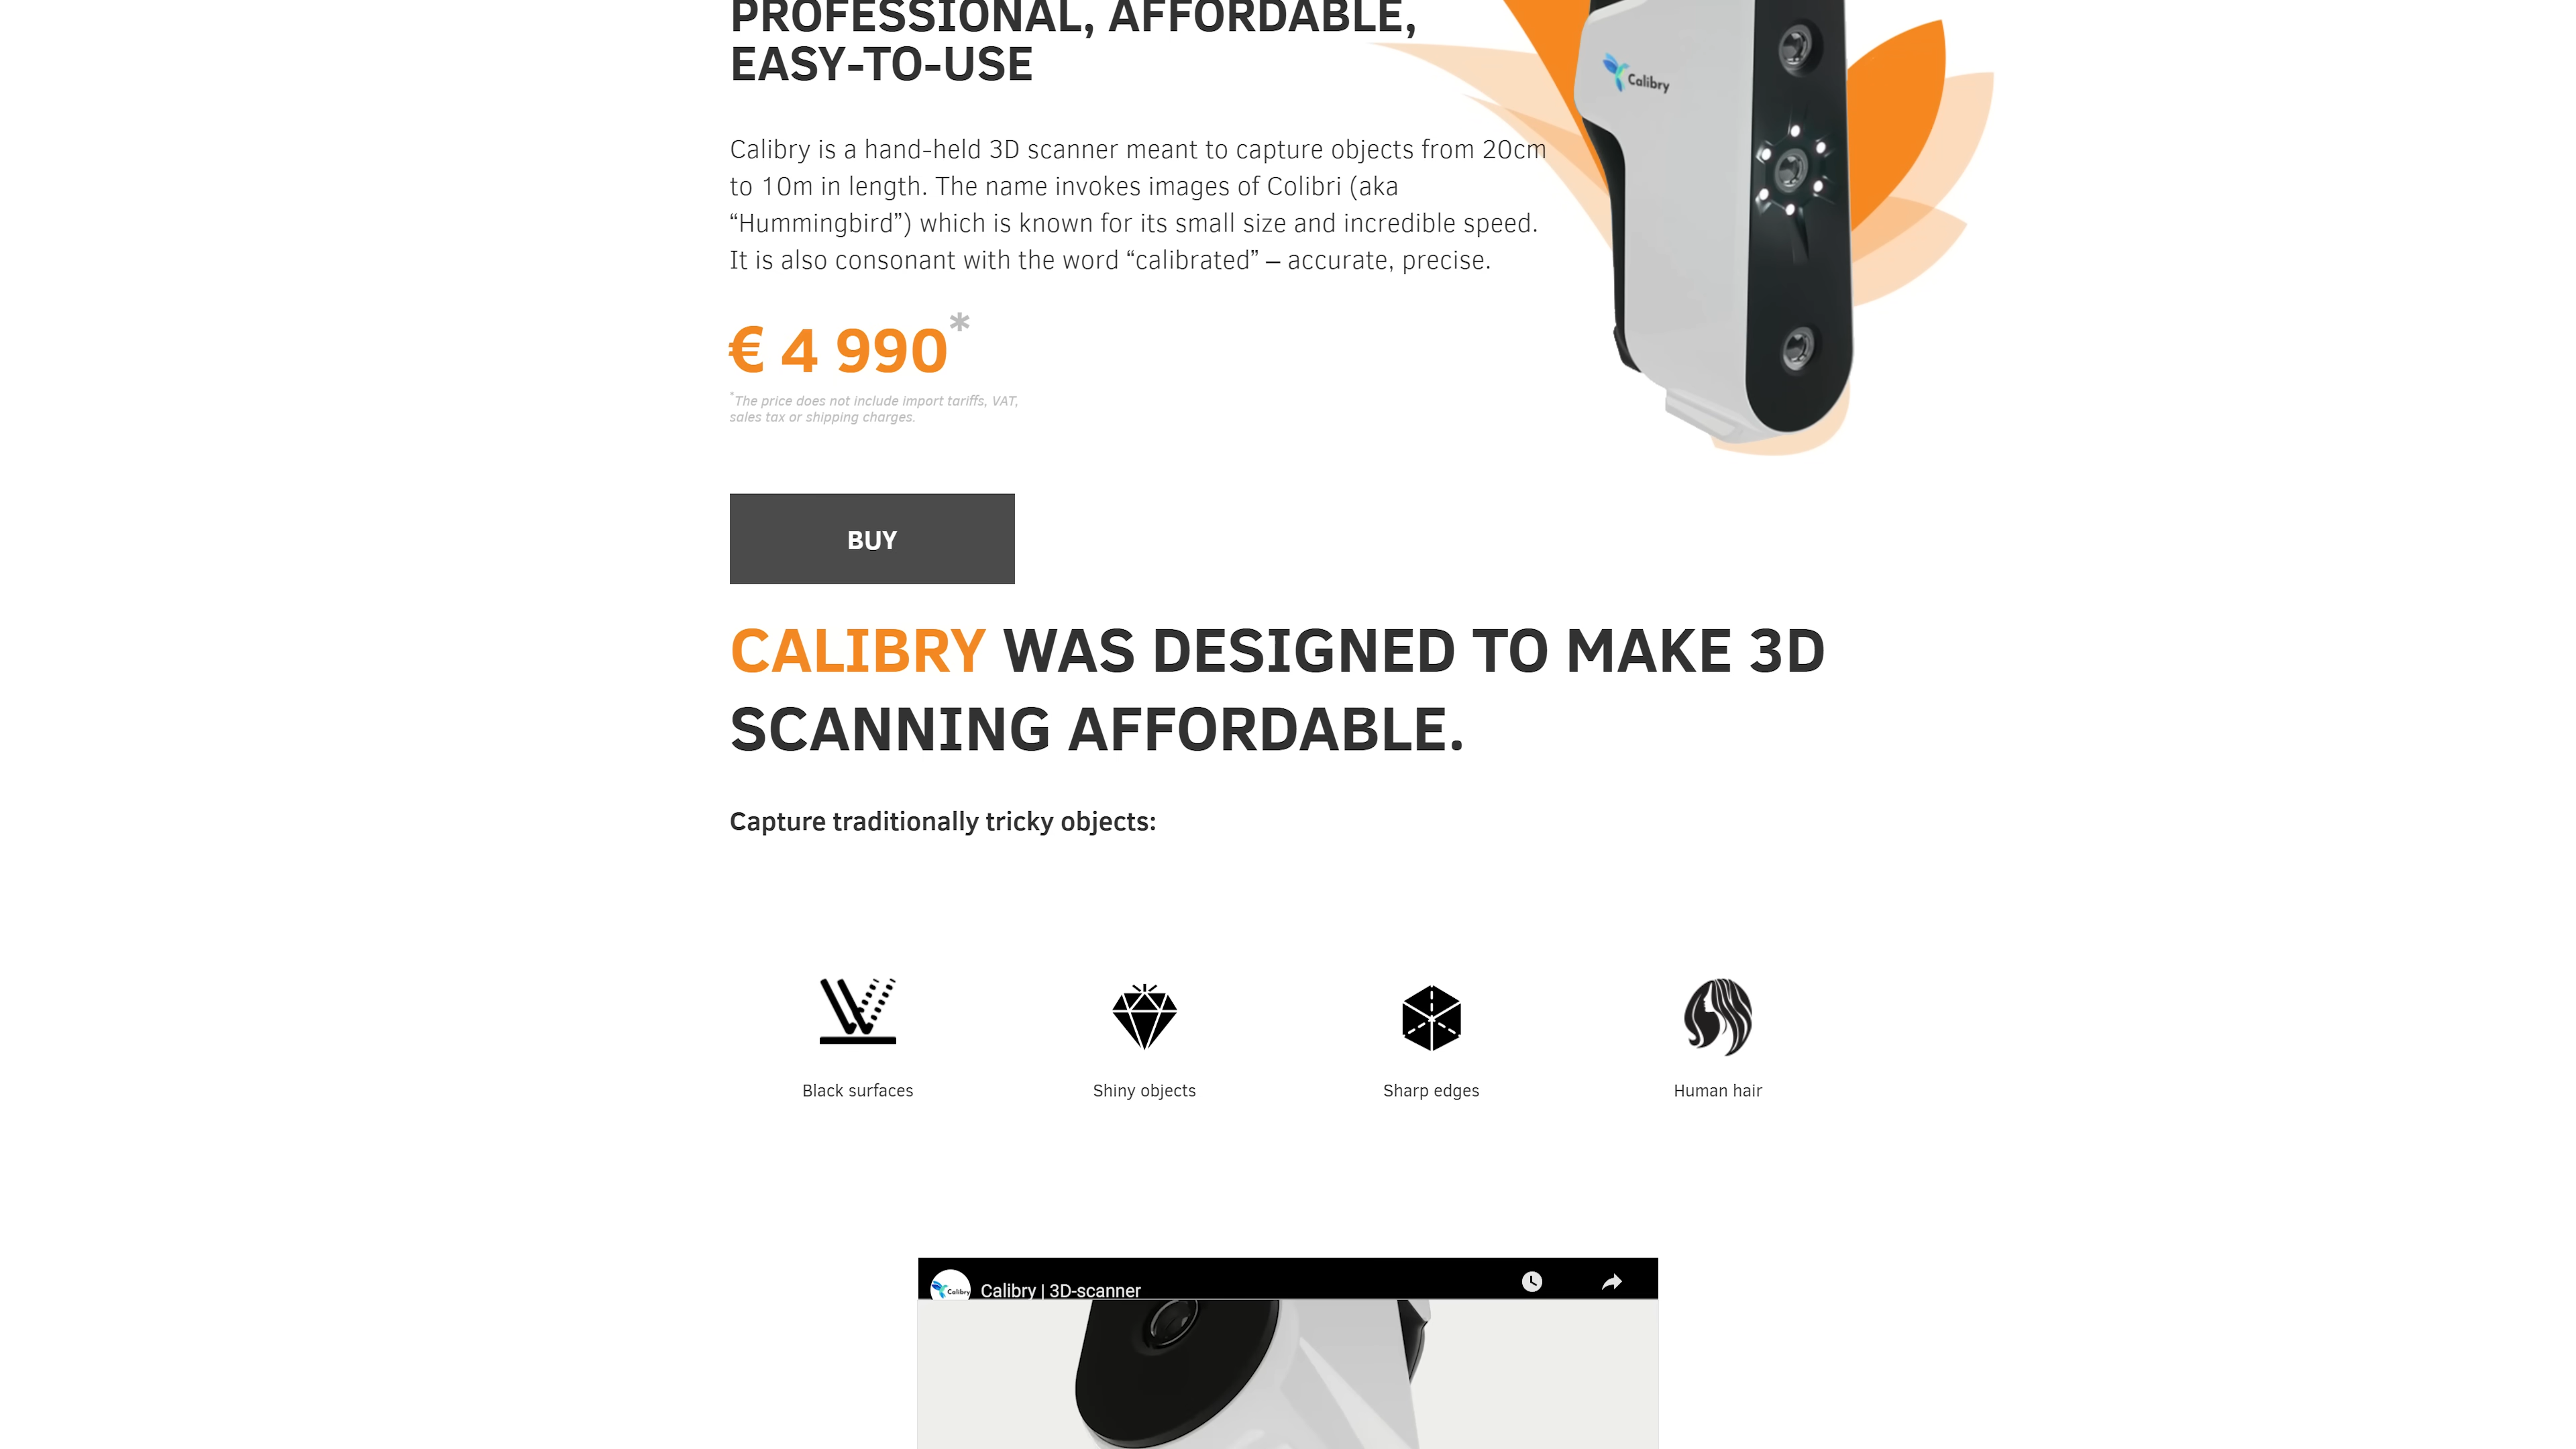 PROFESSIONAL, AFFORDABLE,
EASY-TO-USE
Calibry
Calibry is a hand-held 3D scanner meant to capture objects from 20cm
to 10m in length. The name invokes images of Colibri (aka
“Hummingbird”) which is known for its small size and incredible speed.
It is also consonant with the word “calibrated” – accurate, precise.
€ 4 990*
*The price does not include import tariffs, VAT,
sales tax or shipping charges.
BUY
CALIBRY WAS DESIGNED TO MAKE 3D
SCANNING AFFORDABLE.
Capture traditionally tricky objects:
Black surfaces
Shiny objects
Sharp edges
Human hair
Calibry
Calibry | 3D-scanner